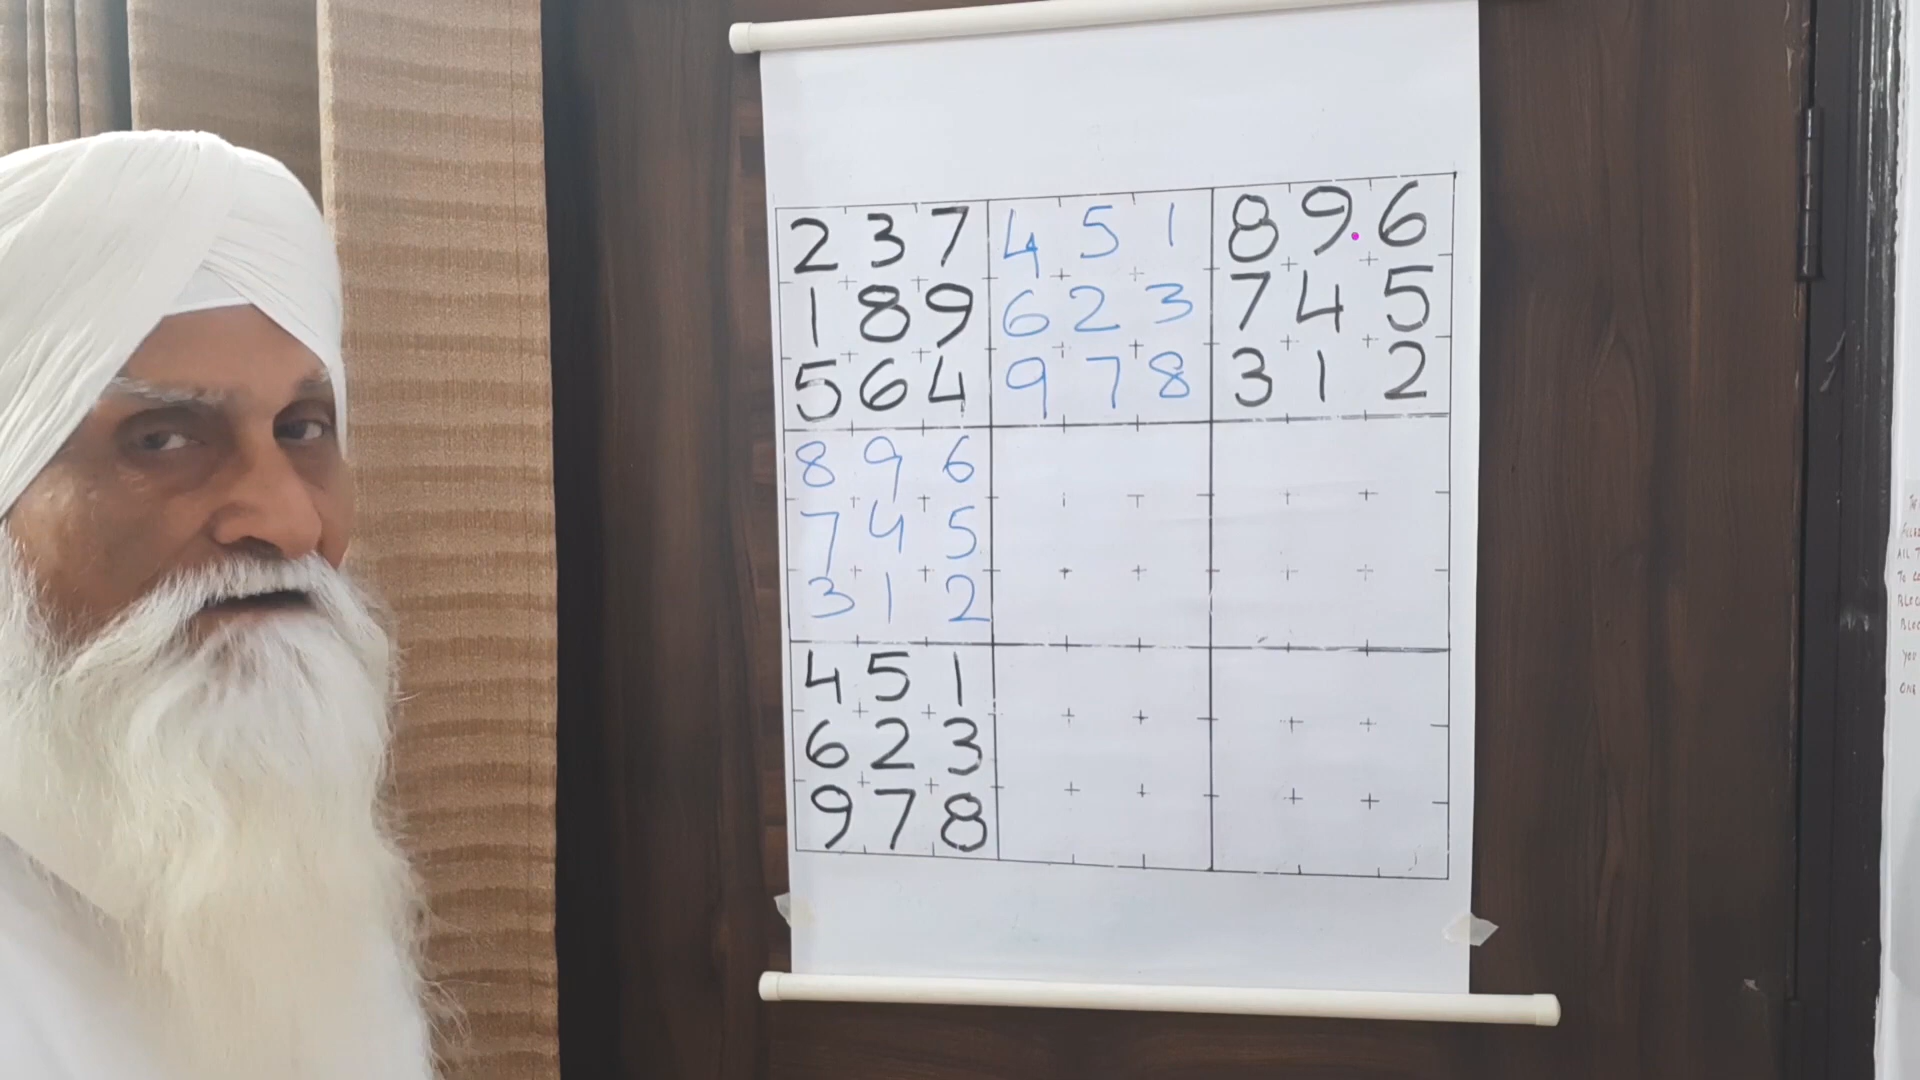 2 3 7 4 5 1 8 9 6
1 8 9 6 2 3 7 4 5
5 6 4 9 7 8 3 1 2
8 9 6
7 4 5
3 1 2
4 5 1
6 2 3
9 7 8